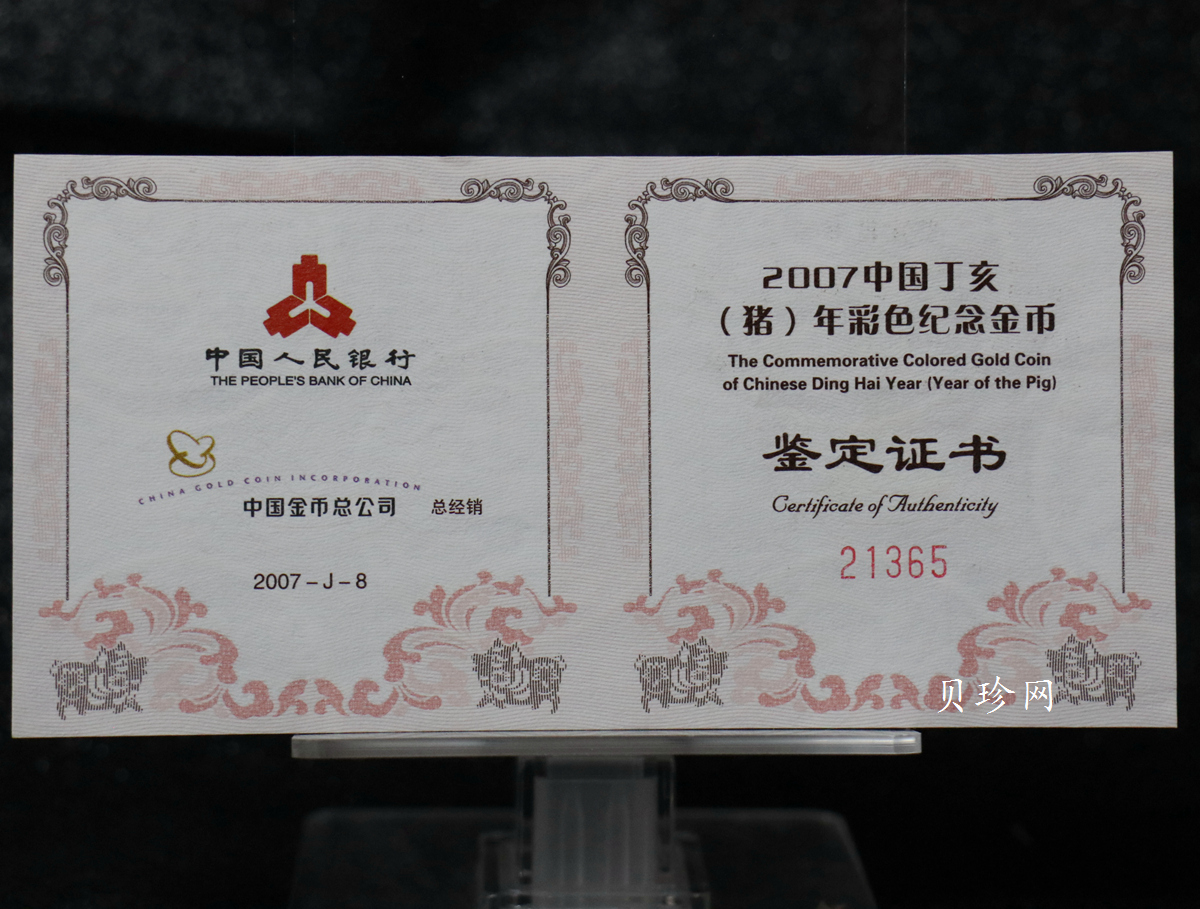 中国人民银行
THE PEOPLE'S BANK OF CHINA
CHINA GOLD COIN INCORPORATION
中国金币总公司 总经销
2007-J-8
2007中国丁亥
（猪）年彩色纪念金币
The Commemorative Colored Gold Coin
of Chinese Ding Hai Year (Year of the Pig)
鉴定证书
Certificate of Authenticity
21365
贝珍网